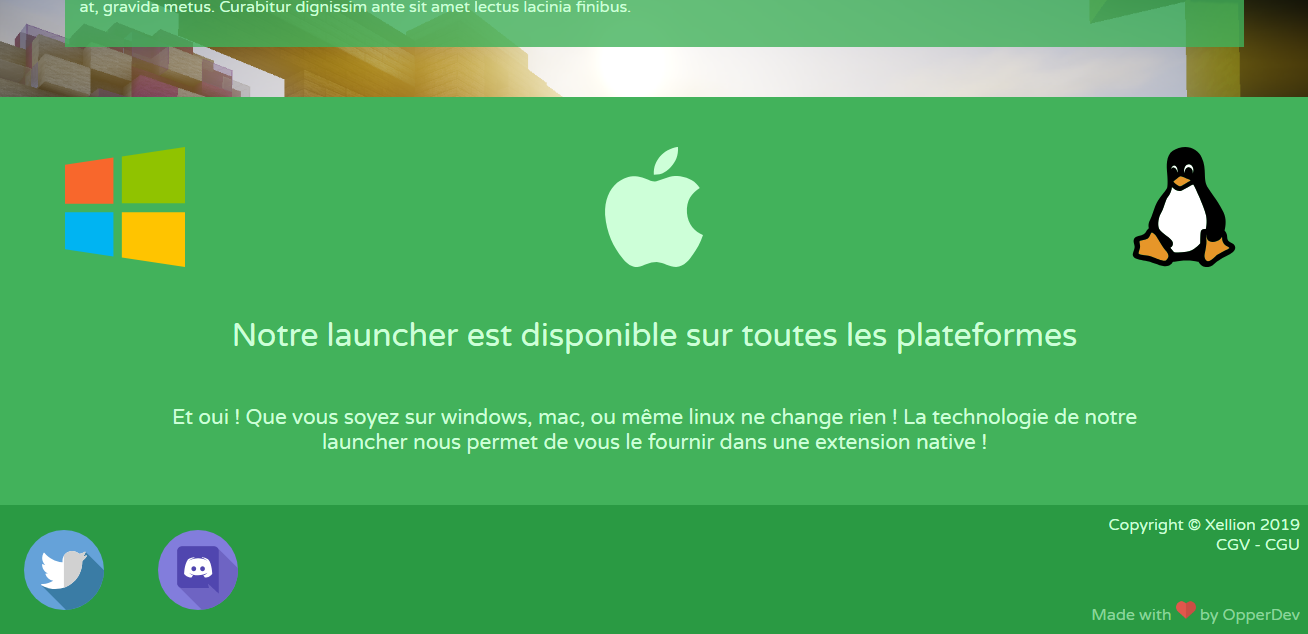 at, gravida metus. Curabitur dignissim ante sit amet lectus lacinia finibus.
Notre launcher est disponible sur toutes les plateformes
Et oui ! Que vous soyez sur windows, mac, ou même linux ne change rien ! La technologie de notre
launcher nous permet de vous le fournir dans une extension native !
Copyright © Xellion 2019
CGV - CGU
Made with ❤ by OpperDev